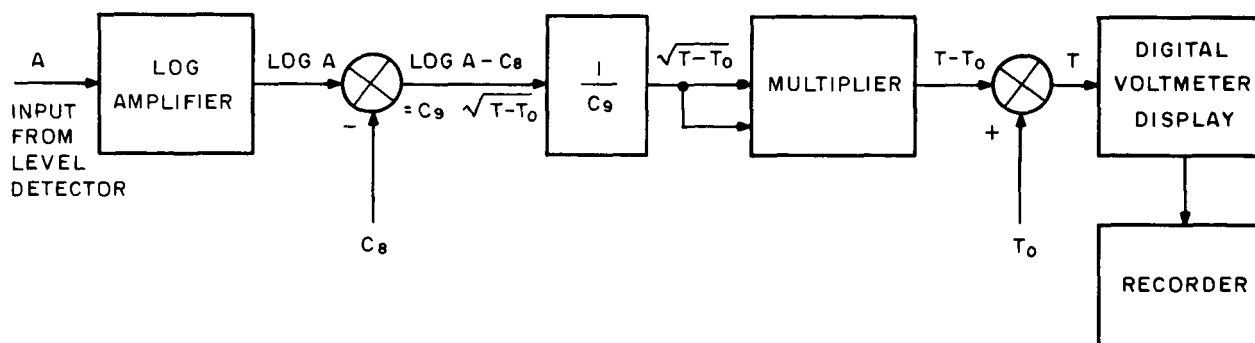 A
INPUT
FROM
LEVEL
DETECTOR
LOG
AMPLIFIER
LOG A
−
C₈
LOG A − C₈
= C₉ √T−T₀
1
C₉
√T−T₀
MULTIPLIER
T−T₀
+
T₀
T
DIGITAL
VOLTMETER
DISPLAY
RECORDER